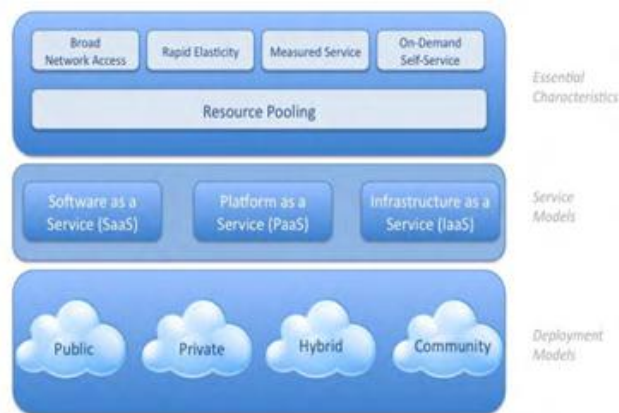 Broad
Network Access
Rapid Elasticity
Measured Service
On-Demand
Self-Service
Resource Pooling
Essential
Characteristics
Software as a
Service (SaaS)
Platform as a
Service (PaaS)
Infrastructure as a
Service (IaaS)
Service
Models
Public
Private
Hybrid
Community
Deployment
Models